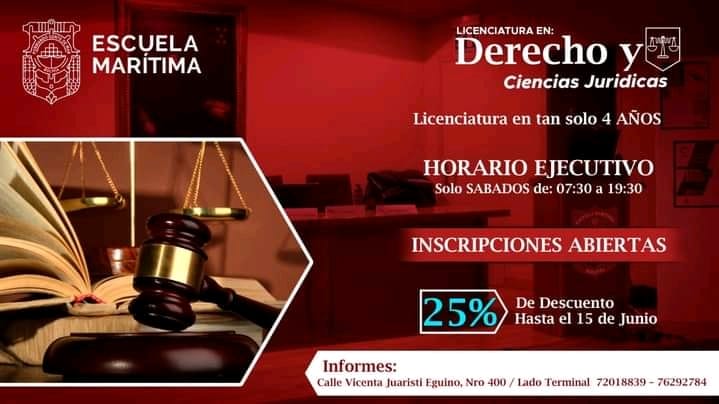 ESCUELA
MARÍTIMA
LICENCIATURA EN:
Derecho y
Ciencias Juridicas
Licenciatura en tan solo 4 AÑOS
HORARIO EJECUTIVO
Solo SABADOS de: 07:30 a 19:30
INSCRIPCIONES ABIERTAS
25%
De Descuento
Hasta el 15 de Junio
Informes:
Calle Vicenta Juaristi Eguino, Nro 400 / Lado Terminal 72018839 - 76292784